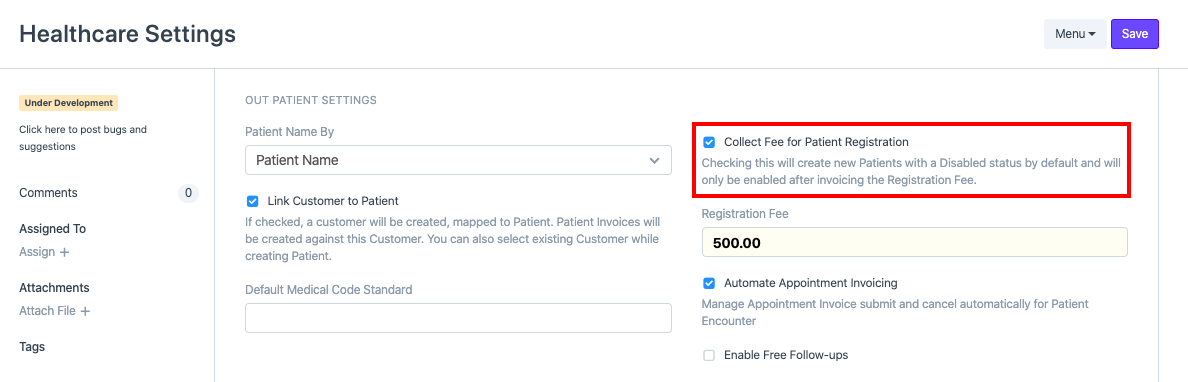 Healthcare Settings
Menu
Save
Under Development
Click here to post bugs and
suggestions
Comments
0
Assigned To
Assign +
Attachments
Attach File +
Tags
OUT PATIENT SETTINGS
Patient Name By
Patient Name
Link Customer to Patient
If checked, a customer will be created, mapped to Patient. Patient Invoices will
be created against this Customer. You can also select existing Customer while
creating Patient.
Default Medical Code Standard
Collect Fee for Patient Registration
Checking this will create new Patients with a Disabled status by default and will
only be enabled after invoicing the Registration Fee.
Registration Fee
500.00
Automate Appointment Invoicing
Manage Appointment Invoice submit and cancel automatically for Patient
Encounter
Enable Free Follow-ups